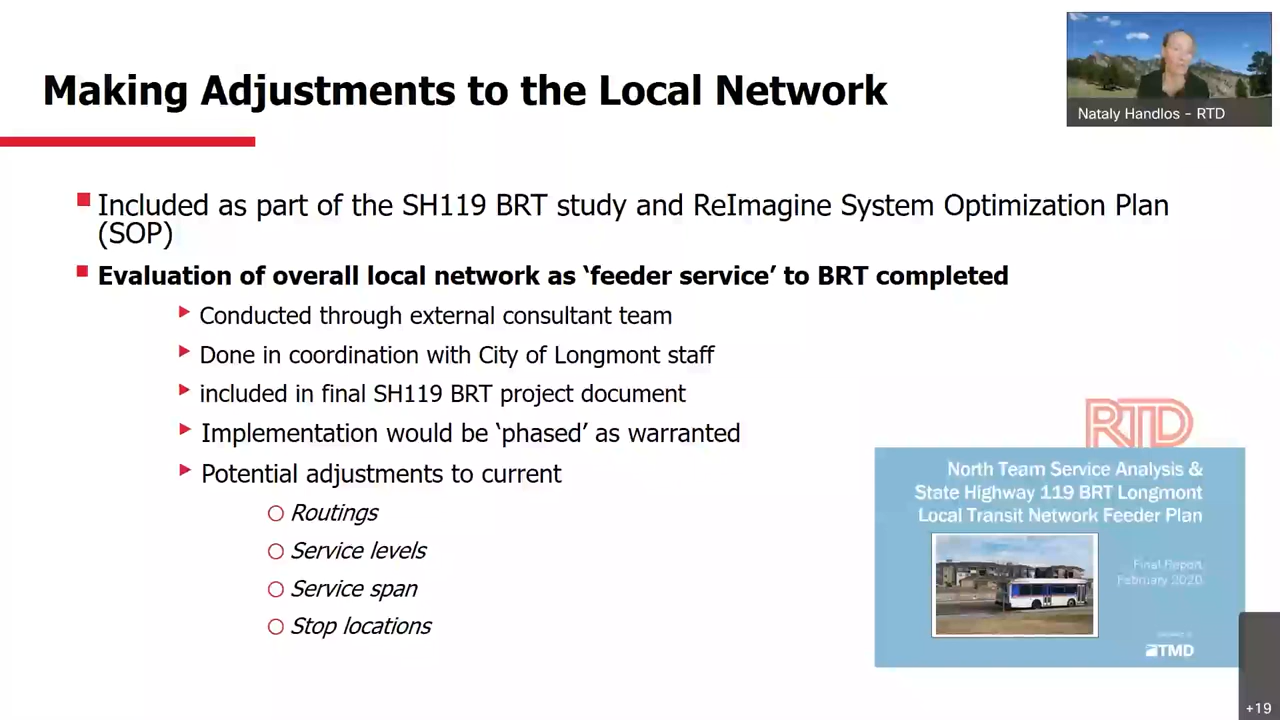 Making Adjustments to the Local Network
Nataly Handlos - RTD
Included as part of the SH119 BRT study and ReImagine System Optimization Plan
(SOP)
Evaluation of overall local network as ‘feeder service’ to BRT completed
Conducted through external consultant team
Done in coordination with City of Longmont staff
included in final SH119 BRT project document
Implementation would be ‘phased’ as warranted
Potential adjustments to current
Routings
Service levels
Service span
Stop locations
RTD
North Team Service Analysis &
State Highway 119 BRT Longmont
Local Transit Network Feeder Plan
Final Report
February 2020
TMD
+19